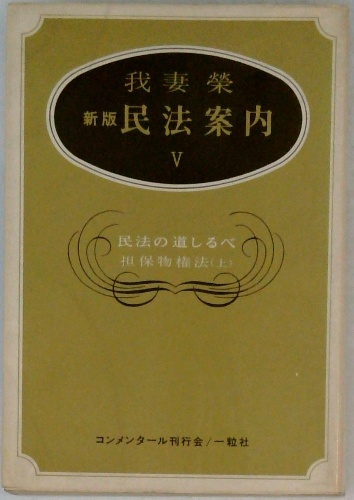 我妻榮
新版 民法案内
V
民法の道しるべ
担保物権法(上)
コンメンタール刊行会/一粒社